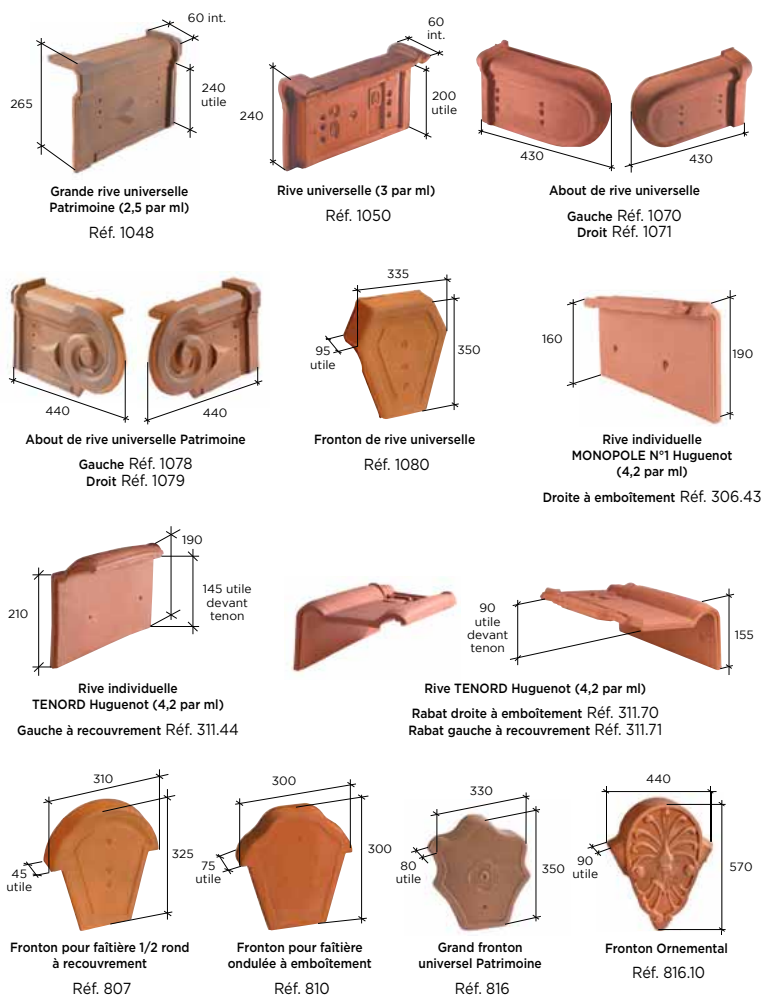 60 int.
265
240
utile
Grande rive universelle
Patrimoine (2,5 par ml)
Réf. 1048
60
int.
240
200
utile
Rive universelle (3 par ml)
Réf. 1050
430
430
About de rive universelle
Gauche Réf. 1070
Droit Réf. 1071
440
440
About de rive universelle Patrimoine
Gauche Réf. 1078
Droit Réf. 1079
335
95
utile
350
Fronton de rive universelle
Réf. 1080
160
190
Rive individuelle
MONOPOLE N°1 Huguenot
(4,2 par ml)
Droite à emboîtement Réf. 306.43
190
145 utile
devant
tenon
210
Rive individuelle
TENORD Huguenot (4,2 par ml)
Gauche à recouvrement Réf. 311.44
90
utile
devant
tenon
155
Rive TENORD Huguenot (4,2 par ml)
Rabat droite à emboîtement Réf. 311.70
Rabat gauche à recouvrement Réf. 311.71
310
45
utile
325
Fronton pour faîtière 1/2 rond
à recouvrement
Réf. 807
300
75
utile
300
Fronton pour faîtière
ondulée à emboîtement
Réf. 810
330
80
utile
350
Grand fronton
universel Patrimoine
Réf. 816
440
90
utile
570
Fronton Ornemental
Réf. 816.10